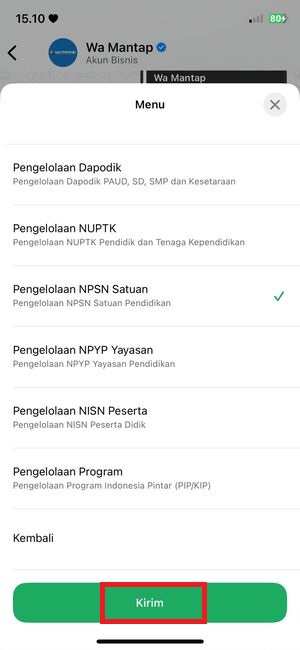 15.10
80
Wa Mantap
Akun Bisnis
Wa Mantap
Menu
Pengelolaan Dapodik
Pengelolaan Dapodik PAUD, SD, SMP dan Kesetaraan
Pengelolaan NUPTK
Pengelolaan NUPTK Pendidik dan Tenaga Kependidikan
Pengelolaan NPSN Satuan
Pengelolaan NPSN Satuan Pendidikan
Pengelolaan NPYP Yayasan
Pengelolaan NPYP Yayasan Pendidikan
Pengelolaan NISN Peserta
Pengelolaan NISN Peserta Didik
Pengelolaan Program
Pengelolaan Program Indonesia Pintar (PIP/KIP)
Kembali
Kirim